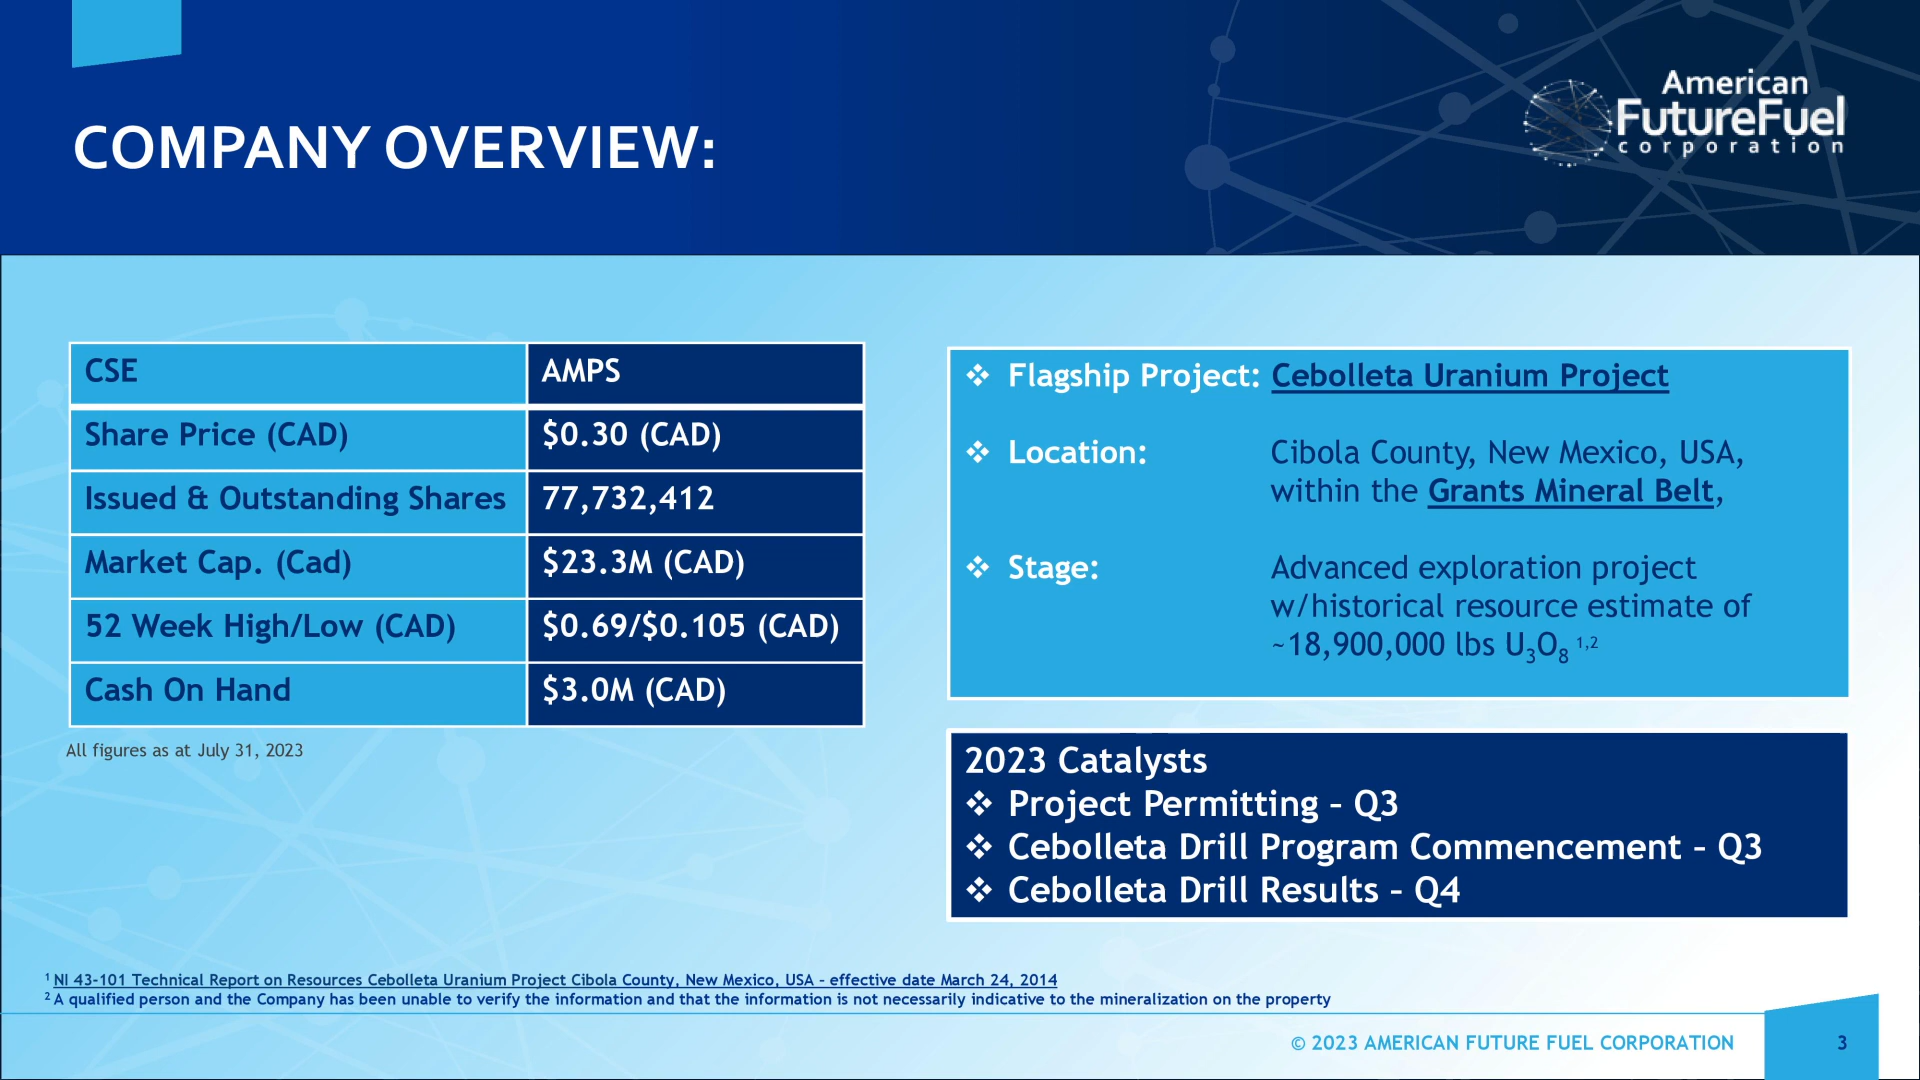 COMPANY OVERVIEW:
American
FutureFuel
corporation
CSE AMPS
Share Price (CAD) $0.30 (CAD)
Issued & Outstanding Shares 77,732,412
Market Cap. (Cad) $23.3M (CAD)
52 Week High/Low (CAD) $0.69/$0.105 (CAD)
Cash On Hand $3.0M (CAD)
All figures as at July 31, 2023
❖ Flagship Project: Cebolleta Uranium Project
❖ Location: Cibola County, New Mexico, USA,
within the Grants Mineral Belt,
❖ Stage: Advanced exploration project
w/historical resource estimate of
~18,900,000 lbs U₃O₈ ¹,²
2023 Catalysts
❖ Project Permitting – Q3
❖ Cebolleta Drill Program Commencement – Q3
❖ Cebolleta Drill Results – Q4
¹ NI 43-101 Technical Report on Resources Cebolleta Uranium Project Cibola County, New Mexico, USA – effective date March 24, 2014
² A qualified person and the Company has been unable to verify the information and that the information is not necessarily indicative to the mineralization on the property
© 2023 AMERICAN FUTURE FUEL CORPORATION 3